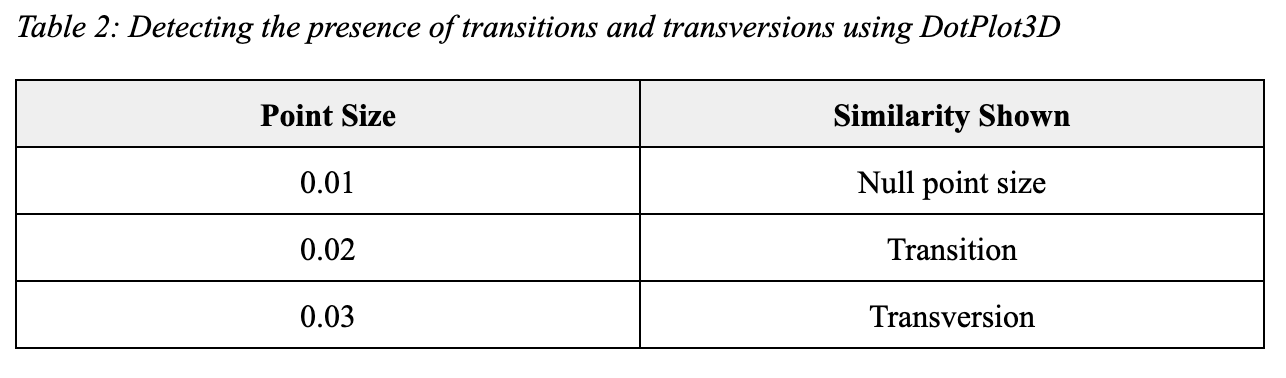 Table 2: Detecting the presence of transitions and transversions using DotPlot3D
Point Size Similarity Shown
0.01 Null point size
0.02 Transition
0.03 Transversion